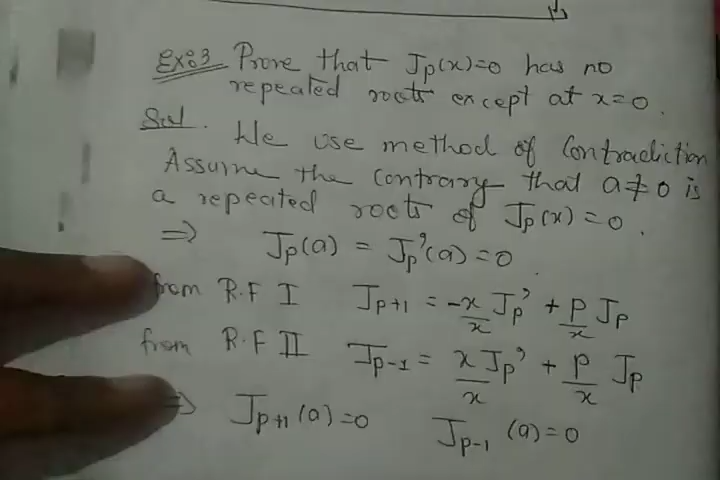 Ex:3 Prove that Jp(x)=0 has no
repeated roots except at x=0.
Sol. We use method of Contradiction
Assume the Contrary that a≠0 is
a repeated roots of Jp(x)=0.
⇒ Jp(a) = Jp'(a) = 0
from R.F I Jp+1 = -x/x Jp' + p/x Jp
from R.F II Jp-1 = x/x Jp' + p/x Jp
⇒ Jp+1(a)=0 Jp-1(a)=0